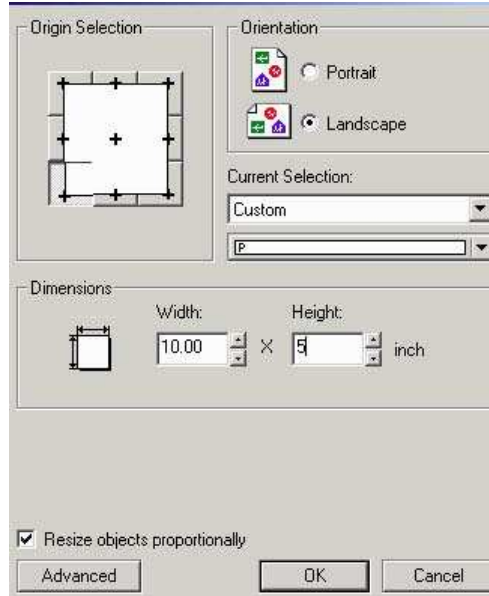 Origin Selection
Orientation
Portrait
Landscape
Current Selection:
Custom
P
Dimensions
Width:
Height:
10.00 X 5 inch
Resize objects proportionally
Advanced OK Cancel